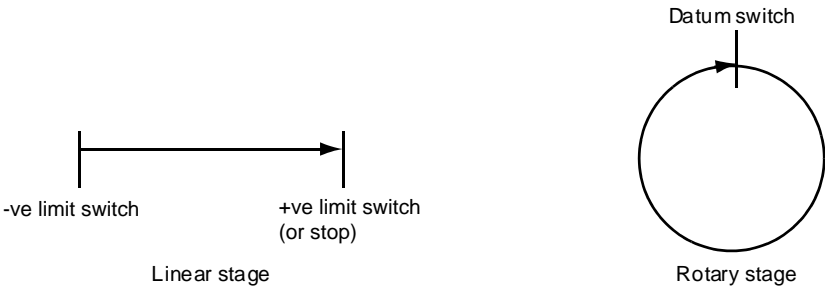 Datum switch
-ve limit switch
+ve limit switch
(or stop)
Linear stage
Rotary stage